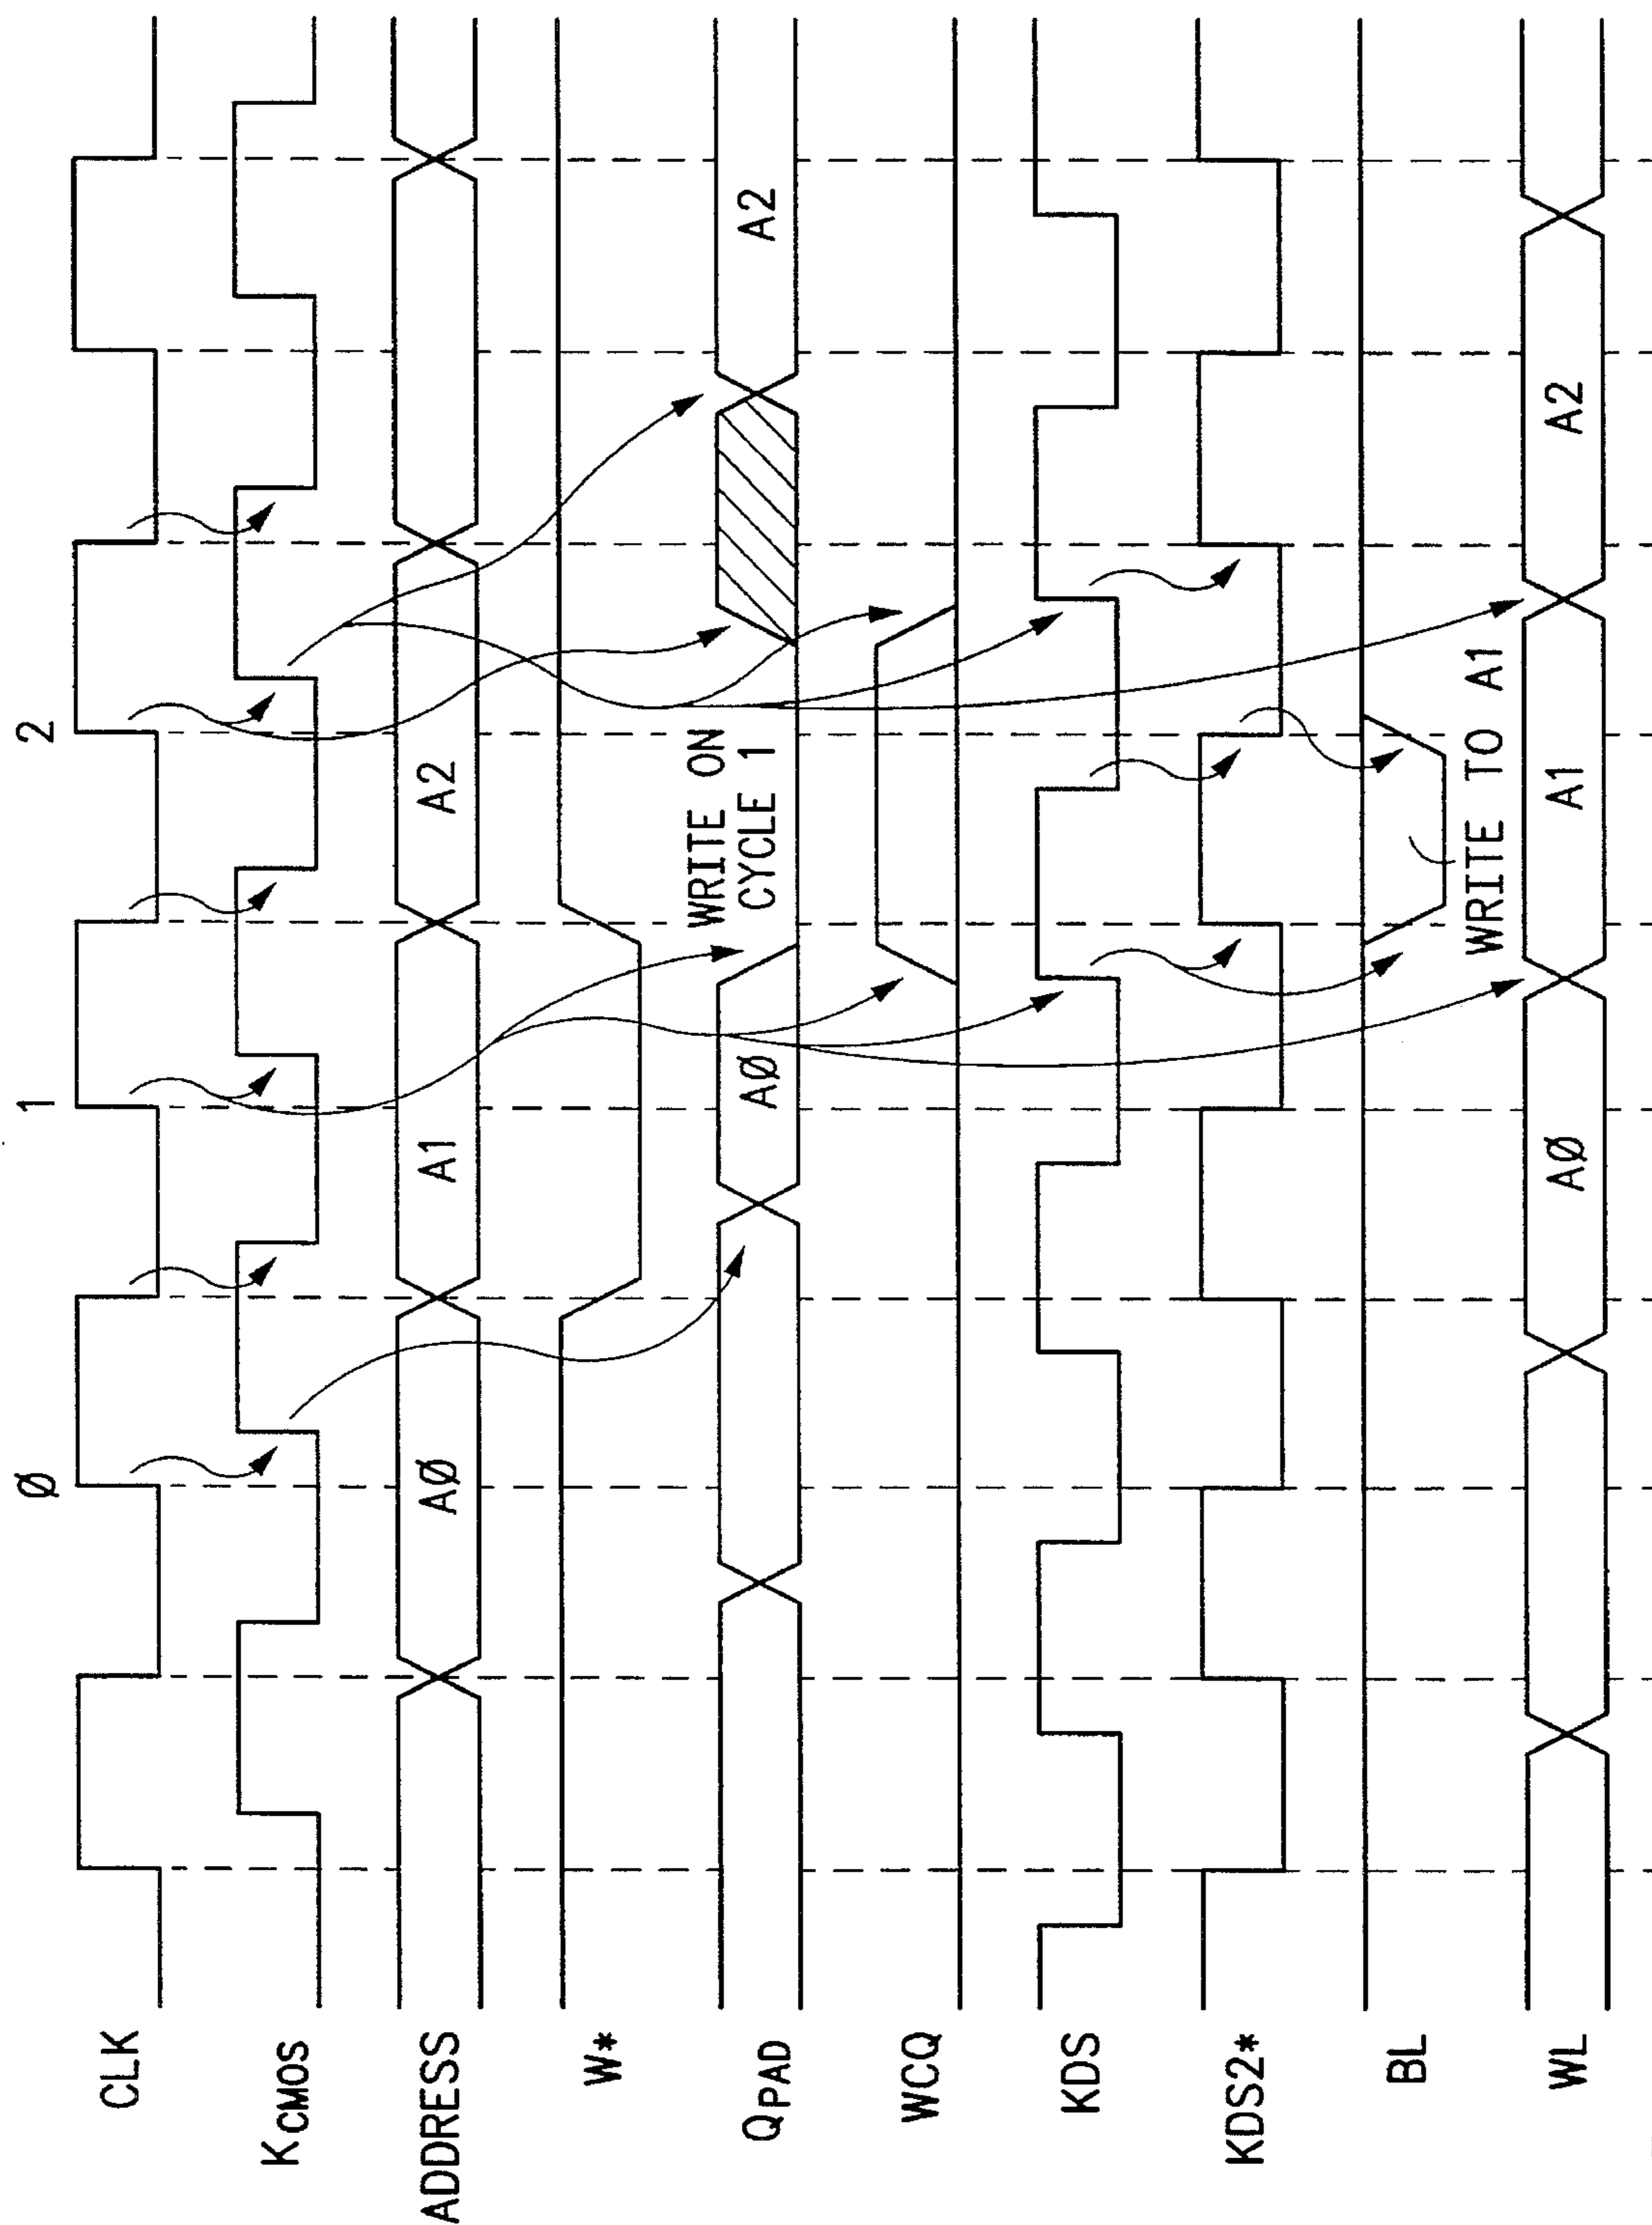 Ø 1 2
CLK
KCMOS
ADDRESS AØ A1 A2
W*
QPAD AØ WRITE ON
CYCLE 1 A2
WCQ
KDS
KDS2*
BL
WRITE TO A1
WL AØ A1 A2